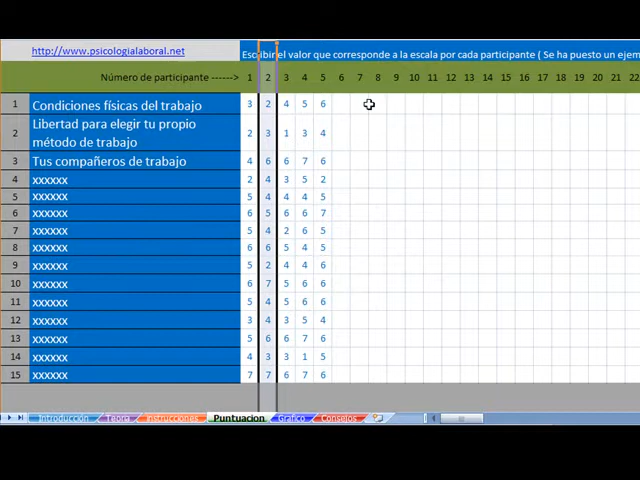 http://www.psicologialaboral.net
Escribir el valor que corresponde a la escala por cada participante ( Se ha puesto un ejem
Número de participante ------> 1 2 3 4 5 6 7 8 9 10 11 12 13 14 15 16 17 18 19 20 21 22
1 Condiciones físicas del trabajo 3 2 4 5 6
Libertad para elegir tu propio
2 método de trabajo 2 3 1 3 4
3 Tus compañeros de trabajo 4 6 6 7 6
4 xxxxxx 2 4 3 5 2
5 xxxxxx 5 4 4 4 5
6 xxxxxx 6 5 6 6 7
7 xxxxxx 5 4 2 6 5
8 xxxxxx 6 6 5 4 5
9 xxxxxx 5 2 4 4 6
10 xxxxxx 6 7 5 6 6
11 xxxxxx 5 4 5 6 6
12 xxxxxx 3 4 3 5 4
13 xxxxxx 5 6 6 7 6
14 xxxxxx 4 3 3 1 5
15 xxxxxx 7 7 6 7 6
Introducción Teoria Instrucciones Puntuacion Grafico Consejos